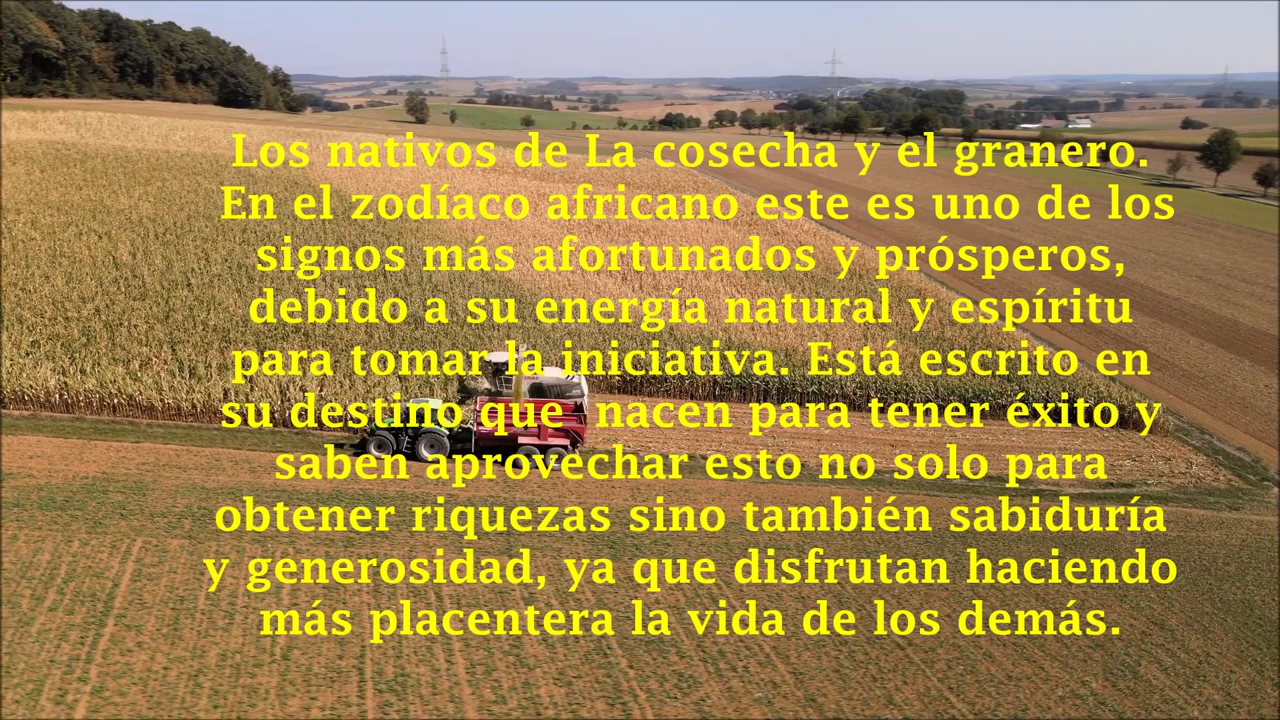 Los nativos de La cosecha y el granero.
En el zodíaco africano este es uno de los
signos más afortunados y prósperos,
debido a su energía natural y espíritu
para tomar la iniciativa. Está escrito en
su destino que  nacen para tener éxito y
saben aprovechar esto no solo para
obtener riquezas sino también sabiduría
y generosidad, ya que disfrutan haciendo
más placentera la vida de los demás.